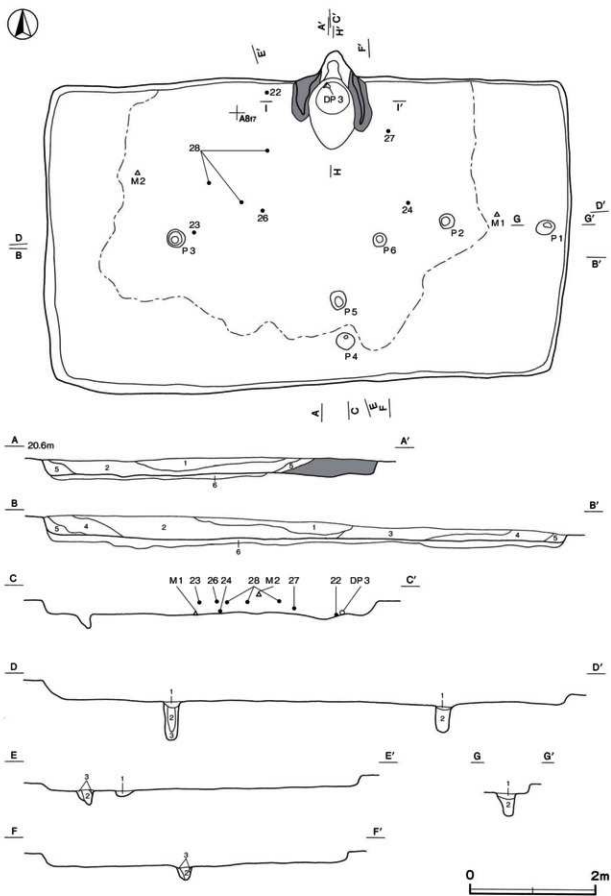 A'
H' C'
E' F'
22
I I'
A8f7
DP 3
27
28
H
M 2
26 24
D D'
23 M 1 G G'
B P 3 P 6 P 2 P 1
B'
P 5
P 4
A C E F
A 20.6m A'
5 2 1 5
6
B B'
5 4 2 1 3 4 5
6
C M 1 23 26 24 28 M 2 27 22 DP 3 C'
D D'
1 1
2 2
3
E E' G G'
3 1 1
2 2
F F'
3
2
0 2m